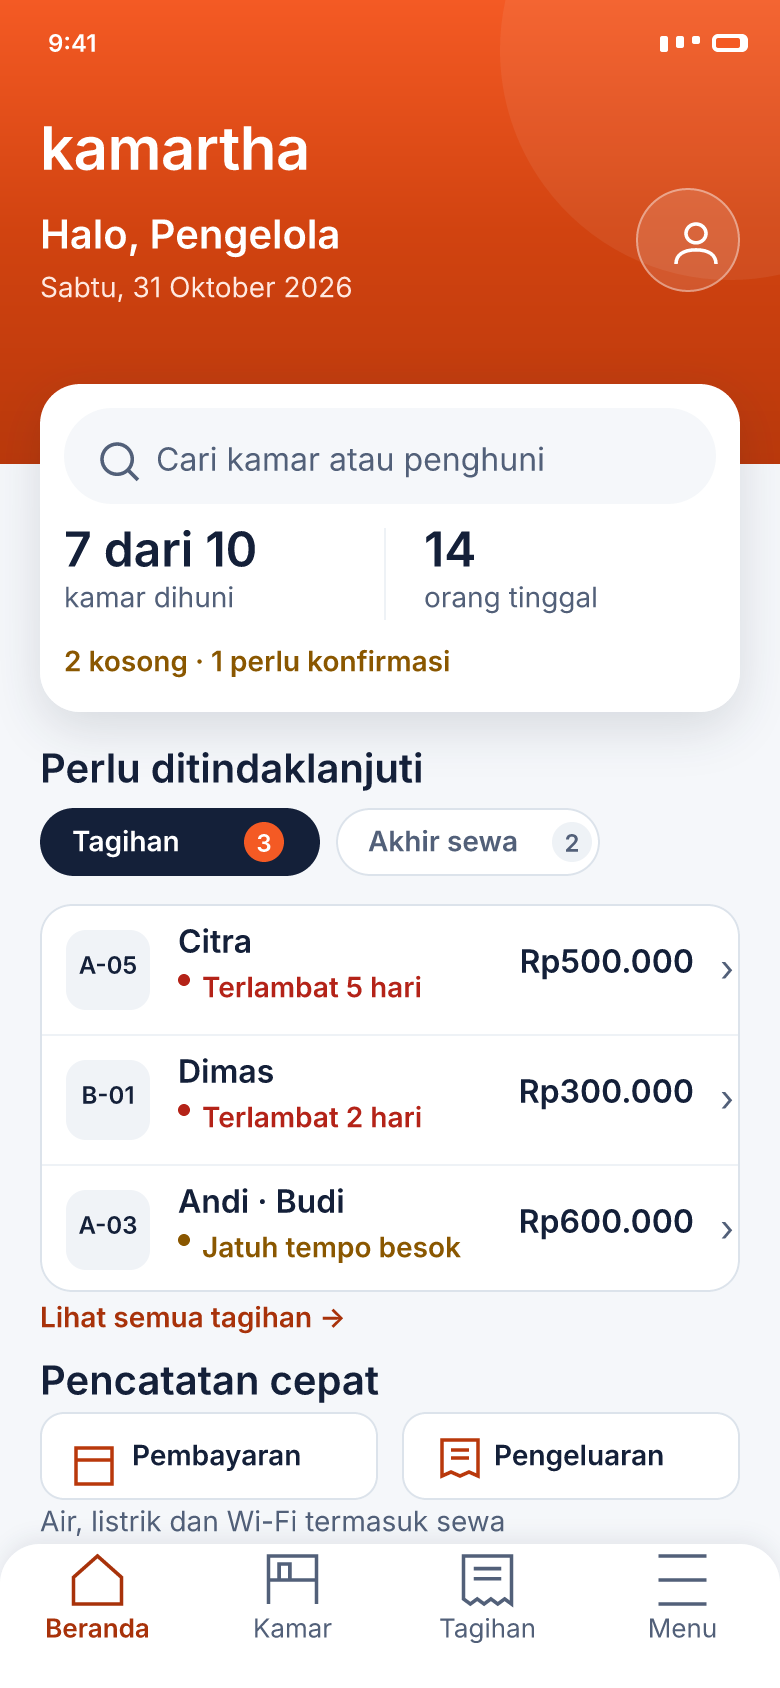 9:41
kamartha
Halo, Pengelola
Sabtu, 31 Oktober 2026
Cari kamar atau penghuni
7 dari 10
kamar dihuni
14
orang tinggal
2 kosong · 1 perlu konfirmasi
Perlu ditindaklanjuti
Tagihan 3
Akhir sewa 2
A-05
Citra
Terlambat 5 hari
Rp500.000 ›
B-01
Dimas
Terlambat 2 hari
Rp300.000 ›
A-03
Andi · Budi
Jatuh tempo besok
Rp600.000 ›
Lihat semua tagihan →
Pencatatan cepat
Pembayaran
Pengeluaran
Air, listrik dan Wi-Fi termasuk sewa
Beranda
Kamar
Tagihan
Menu